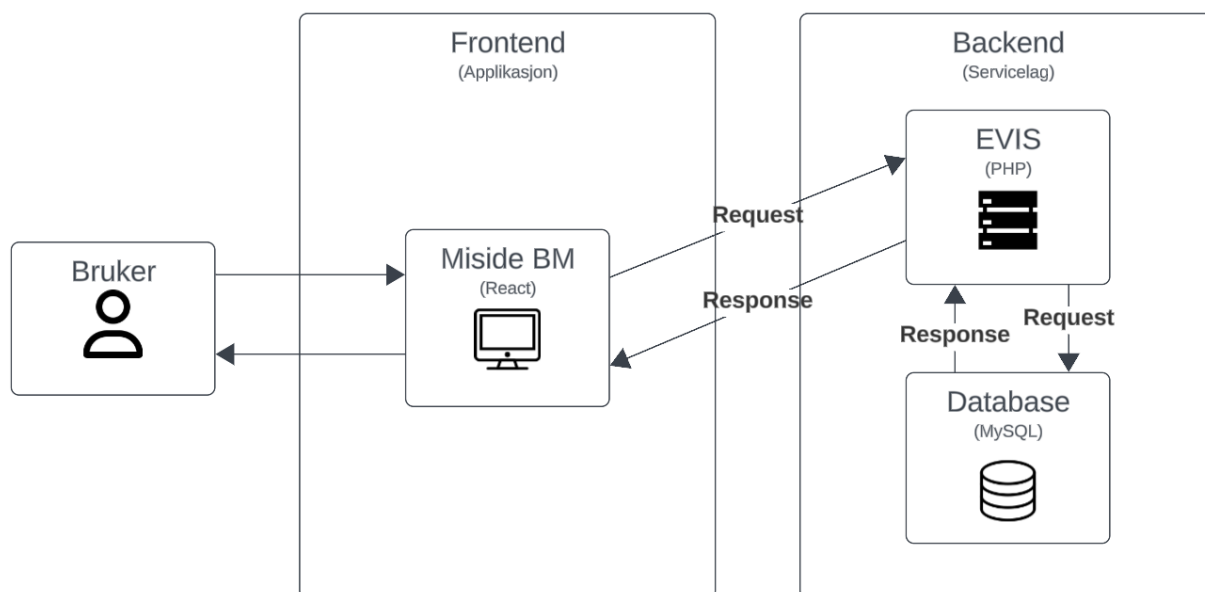 Frontend
(Applikasjon)
Backend
(Servicelag)
EVIS
(PHP)
Request
Bruker
Miside BM
(React)
Response
Response
Request
Database
(MySQL)